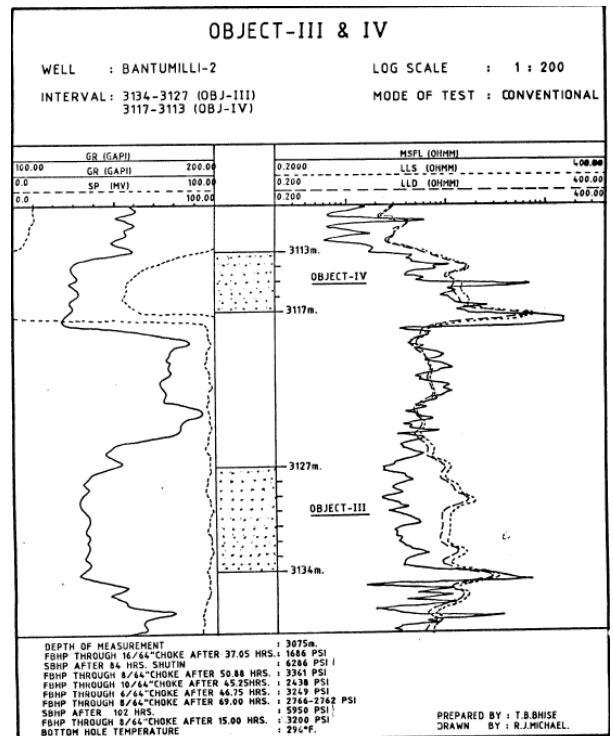 OBJECT-III & IV
WELL : BANTUMILLI-2
LOG SCALE : 1 : 200
INTERVAL: 3134-3127 (OBJ-III)
MODE OF TEST : CONVENTIONAL
3117-3113 (OBJ-IV)
GR (GAPI)
MSFL (OHMM)
100.00 200.00
0.2000 400.00
GR (GAPI)
LLS (OHMM)
0.0 100.00
0.200 400.00
SP (MV)
LLD (OHMM)
0.0 100.00
0.200 400.00
3113m.
OBJECT-IV
3117m.
3127m.
OBJECT-III
3134m.
DEPTH OF MEASUREMENT : 3075m.
FBHP THROUGH 16/64"CHOKE AFTER 37.05 HRS. : 1686 PSI
SBHP AFTER 84 HRS. SHUTIN : 6286 PSI
FBHP THROUGH 8/64"CHOKE AFTER 50.88 HRS. : 3361 PSI
FBHP THROUGH 10/64"CHOKE AFTER 45.25HRS. : 2438 PSI
FBHP THROUGH 6/64"CHOKE AFTER 46.75 HRS. : 3249 PSI
FBHP THROUGH 8/64"CHOKE AFTER 69.00 HRS. : 2766-2762 PSI
SBHP AFTER 102 HRS. : 5950 PSI
FBHP THROUGH 8/64"CHOKE AFTER 15.00 HRS. : 3200 PSI
BOTTOM HOLE TEMPERATURE : 294°F.
PREPARED BY : T.B.BHISE
DRAWN BY : R.J.MICHAEL.